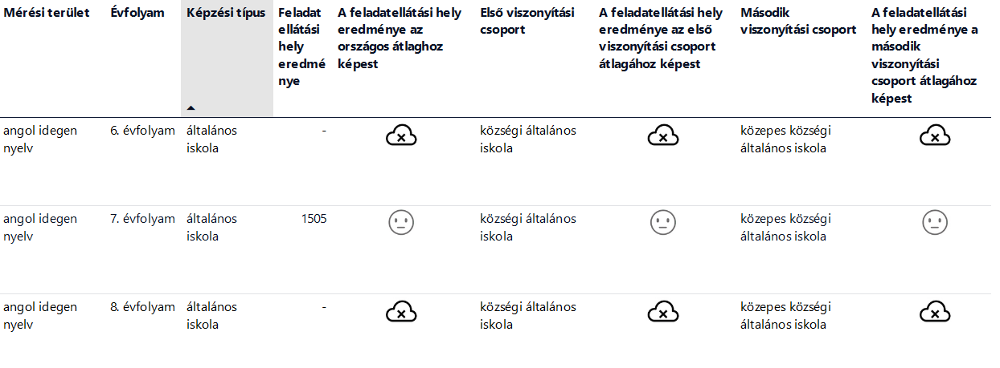 Mérési terület
Évfolyam
Képzési típus
Feladat
ellátási
hely
eredmé
nye
A feladatellátási hely
eredménye az
országos átlaghoz
képest
Első viszonyítási
csoport
A feladatellátási hely
eredménye az első
viszonyítási csoport
átlagához képest
Második
viszonyítási csoport
A feladatellátási
hely eredménye a
második
viszonyítási
csoport átlagához
képest
angol idegen
nyelv
6. évfolyam
általános
iskola
-
községi általános
iskola
közepes községi
általános iskola
angol idegen
nyelv
7. évfolyam
általános
iskola
1505
községi általános
iskola
közepes községi
általános iskola
angol idegen
nyelv
8. évfolyam
általános
iskola
-
községi általános
iskola
közepes községi
általános iskola